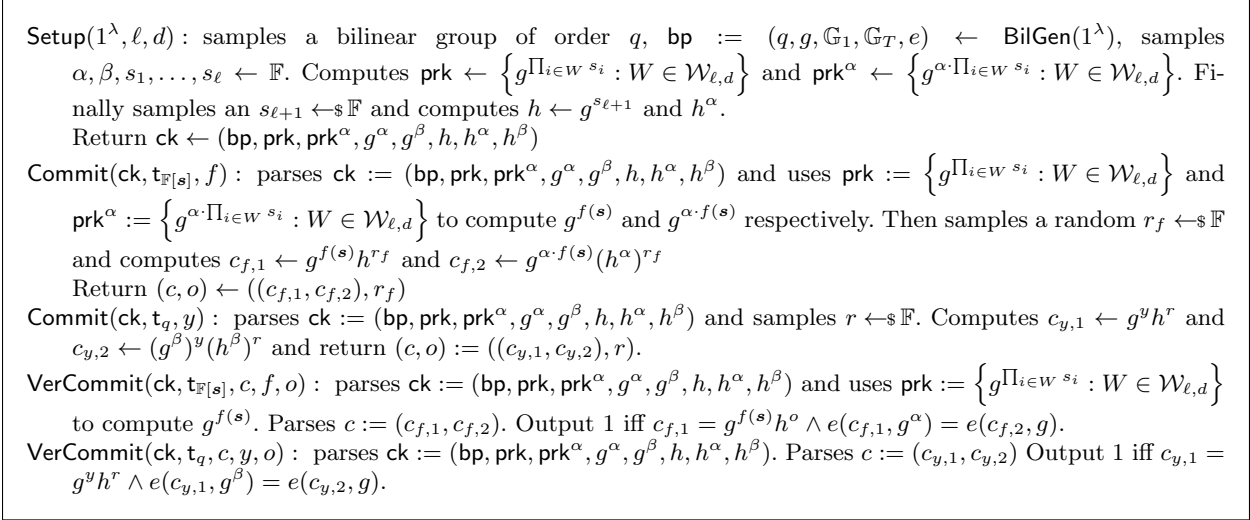 Setup(1^λ, ℓ, d) : samples a bilinear group of order q, bp := (q, g, 𝔾_1, 𝔾_T, e) ← BilGen(1^λ), samples
α, β, s_1, . . . , s_ℓ ← 𝔽. Computes prk ← {g^{∏_{i∈W} s_i} : W ∈ 𝒲_{ℓ,d}} and prk^α ← {g^{α·∏_{i∈W} s_i} : W ∈ 𝒲_{ℓ,d}}. Fi-
nally samples an s_{ℓ+1} ←$ 𝔽 and computes h ← g^{s_{ℓ+1}} and h^α.
Return ck ← (bp, prk, prk^α, g^α, g^β, h, h^α, h^β)
Commit(ck, t_{𝔽[𝒔]}, f) : parses ck := (bp, prk, prk^α, g^α, g^β, h, h^α, h^β) and uses prk := {g^{∏_{i∈W} s_i} : W ∈ 𝒲_{ℓ,d}} and
prk^α := {g^{α·∏_{i∈W} s_i} : W ∈ 𝒲_{ℓ,d}} to compute g^{f(𝒔)} and g^{α·f(𝒔)} respectively. Then samples a random r_f ←$ 𝔽
and computes c_{f,1} ← g^{f(𝒔)}h^{r_f} and c_{f,2} ← g^{α·f(𝒔)}(h^α)^{r_f}
Return (c, o) ← ((c_{f,1}, c_{f,2}), r_f)
Commit(ck, t_q, y) : parses ck := (bp, prk, prk^α, g^α, g^β, h, h^α, h^β) and samples r ←$ 𝔽. Computes c_{y,1} ← g^y h^r and
c_{y,2} ← (g^β)^y(h^β)^r and return (c, o) := ((c_{y,1}, c_{y,2}), r).
VerCommit(ck, t_{𝔽[𝒔]}, c, f, o) : parses ck := (bp, prk, prk^α, g^α, g^β, h, h^α, h^β) and uses prk := {g^{∏_{i∈W} s_i} : W ∈ 𝒲_{ℓ,d}}
to compute g^{f(𝒔)}. Parses c := (c_{f,1}, c_{f,2}). Output 1 iff c_{f,1} = g^{f(𝒔)}h^o ∧ e(c_{f,1}, g^α) = e(c_{f,2}, g).
VerCommit(ck, t_q, c, y, o) : parses ck := (bp, prk, prk^α, g^α, g^β, h, h^α, h^β). Parses c := (c_{y,1}, c_{y,2}) Output 1 iff c_{y,1} =
g^y h^r ∧ e(c_{y,1}, g^β) = e(c_{y,2}, g).